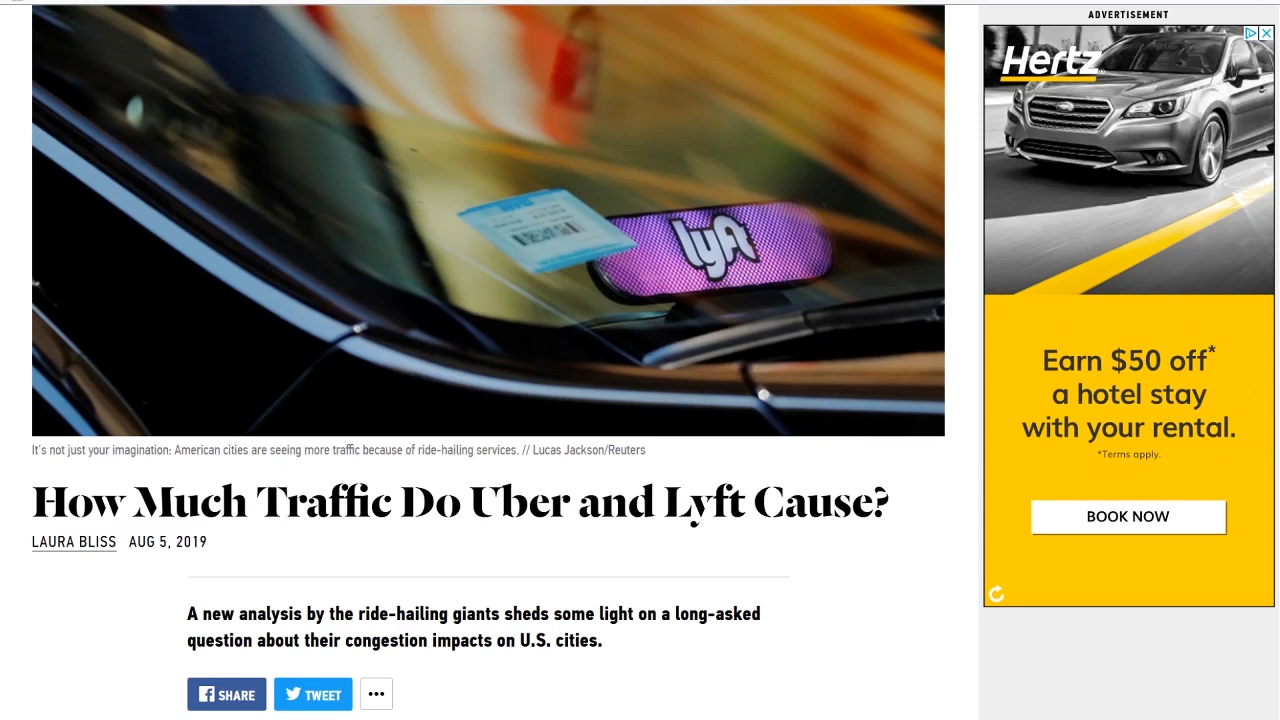 ADVERTISEMENT
Hertz
lyft
Earn $50 off*
a hotel stay
with your rental.
*Terms apply.
BOOK NOW
It's not just your imagination: American cities are seeing more traffic because of ride-hailing services. // Lucas Jackson/Reuters
How Much Traffic Do Uber and Lyft Cause?
LAURA BLISS AUG 5, 2019
A new analysis by the ride-hailing giants sheds some light on a long-asked
question about their congestion impacts on U.S. cities.
SHARE
TWEET